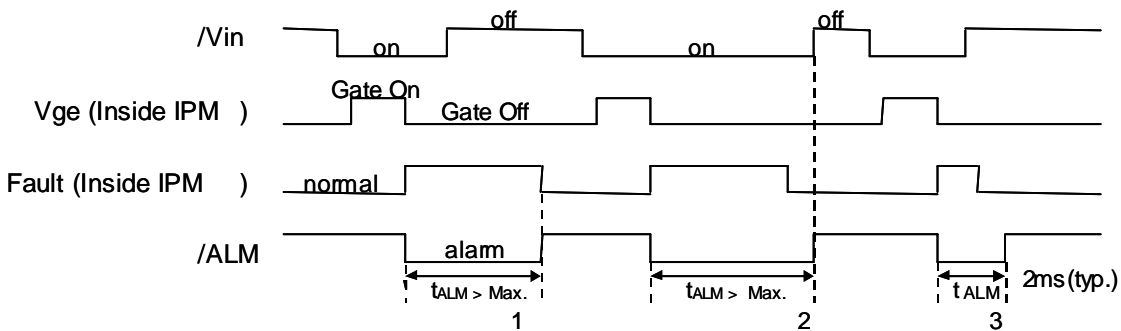 /Vin
on
off
on
off
Vge (Inside IPM )
Gate On
Gate Off
Fault (Inside IPM )
normal
/ALM
alarm
tALM > Max.
tALM > Max.
tALM
2ms(typ.)
1
2
3